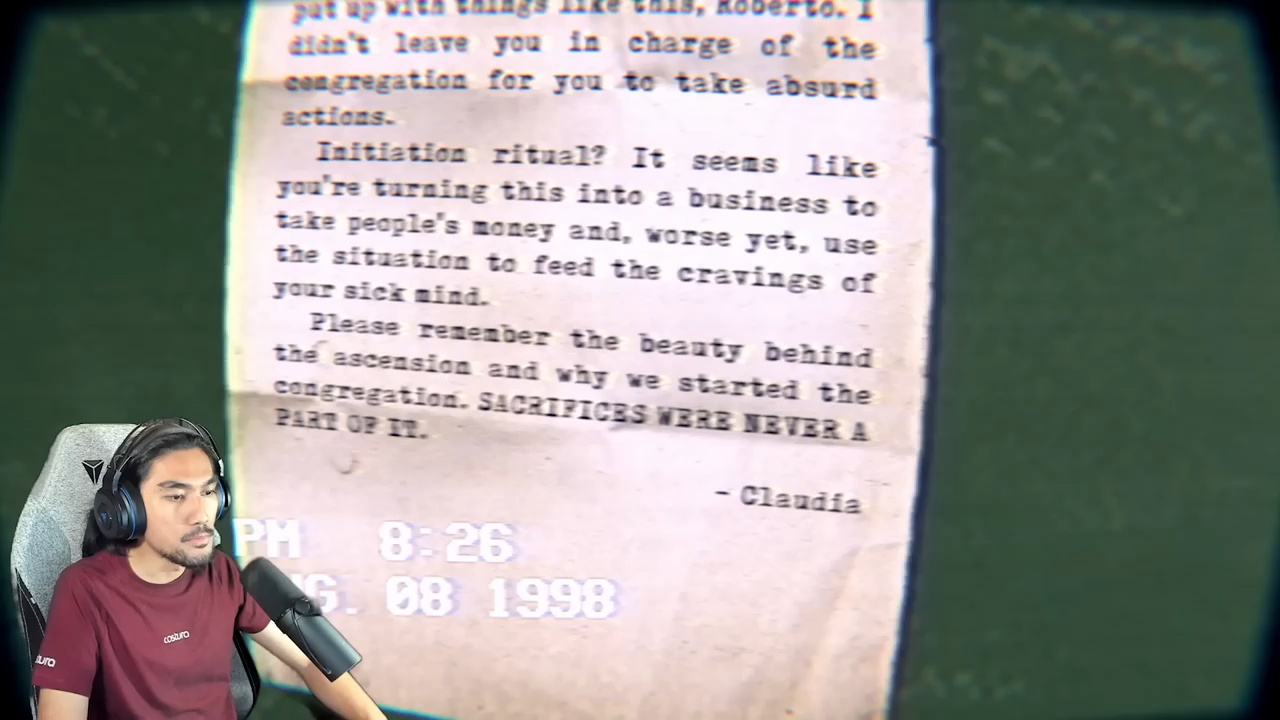 put up with things like this, Roberto. I
didn't leave you in charge of the
congregation for you to take absurd
actions.
Initiation ritual? It seems like
you're turning this into a business to
take people's money and, worse yet, use
the situation to feed the cravings of
your sick mind.
Please remember the beauty behind
the ascension and why we started the
congregation. SACRIFICES WERE NEVER A
PART OF IT.
- Claudia
PM 8:26
G. 08 1998
coszura
ura